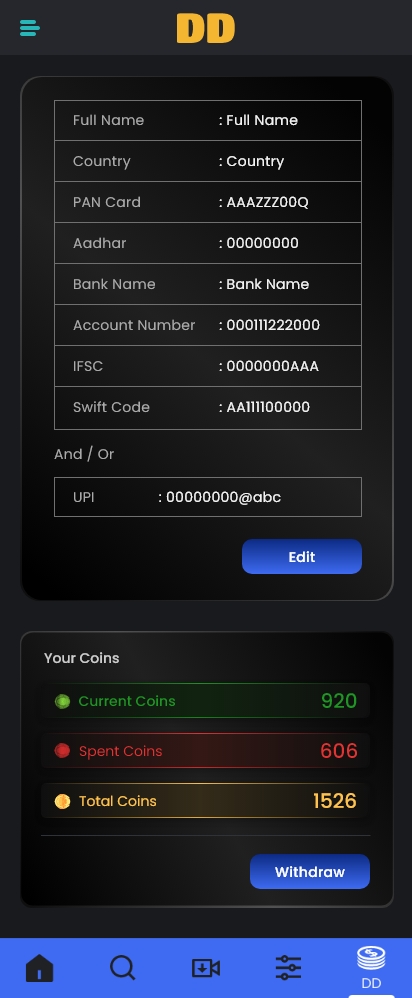 DD
Full Name : Full Name
Country : Country
PAN Card : AAAZZZ00Q
Aadhar : 00000000
Bank Name : Bank Name
Account Number : 000111222000
IFSC : 0000000AAA
Swift Code : AA111100000
And / Or
UPI : 00000000@abc
Edit
Your Coins
Current Coins 920
Spent Coins 606
Total Coins 1526
Withdraw
DD